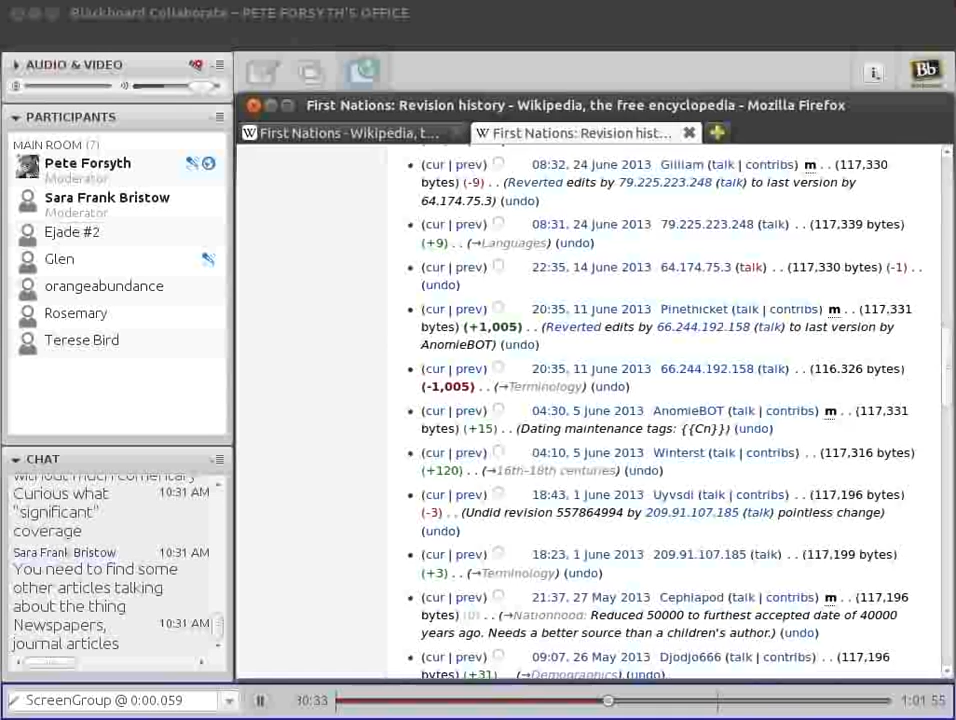 Blackboard Collaborate – PETE FORSYTH'S OFFICE
AUDIO & VIDEO
PARTICIPANTS
MAIN ROOM (7)
Pete Forsyth
Moderator
Sara Frank Bristow
Moderator
Ejade #2
Glen
orangeabundance
Rosemary
Terese Bird
CHAT
without much comentary
Curious what 10:31 AM
"significant"
coverage
Sara Frank Bristow 10:31 AM
You need to find some
other articles talking
about the thing
Newspapers, 10:31 AM
journal articles
Bb
First Nations: Revision history - Wikipedia, the free encyclopedia - Mozilla Firefox
W First Nations - Wikipedia, t...
W First Nations: Revision hist...
(cur | prev) 08:32, 24 June 2013 Gilliam (talk | contribs) m . . (117,330
bytes) (-9) . . (Reverted edits by 79.225.223.248 (talk) to last version by
64.174.75.3) (undo)
(cur | prev) 08:31, 24 June 2013 79.225.223.248 (talk) . . (117,339 bytes)
(+9) . . (→Languages) (undo)
(cur | prev) 22:35, 14 June 2013 64.174.75.3 (talk) . . (117,330 bytes) (-1) . .
(undo)
(cur | prev) 20:35, 11 June 2013 Pinethicket (talk | contribs) m . . (117,331
bytes) (+1,005) . . (Reverted edits by 66.244.192.158 (talk) to last version by
AnomieBOT) (undo)
(cur | prev) 20:35, 11 June 2013 66.244.192.158 (talk) . . (116,326 bytes)
(-1,005) . . (→Terminology) (undo)
(cur | prev) 04:30, 5 June 2013 AnomieBOT (talk | contribs) m . . (117,331
bytes) (+15) . . (Dating maintenance tags: {{Cn}}) (undo)
(cur | prev) 04:10, 5 June 2013 Winterst (talk | contribs) . . (117,316 bytes)
(+120) . . (→16th–18th centuries) (undo)
(cur | prev) 18:43, 1 June 2013 Uyvsdi (talk | contribs) . . (117,196 bytes)
(-3) . . (Undid revision 557864994 by 209.91.107.185 (talk) pointless change)
(undo)
(cur | prev) 18:23, 1 June 2013 209.91.107.185 (talk) . . (117,199 bytes)
(+3) . . (→Terminology) (undo)
(cur | prev) 21:37, 27 May 2013 Cephlapod (talk | contribs) m . . (117,196
bytes) (0) . . (→Nationhood: Reduced 50000 to furthest accepted date of 40000
years ago. Needs a better source than a children's author.) (undo)
(cur | prev) 09:07, 26 May 2013 Djodjo666 (talk | contribs) . . (117,196
bytes) (+31) . . (→Demographics) (undo)
ScreenGroup @ 0:00.059
30:33
1:01:55